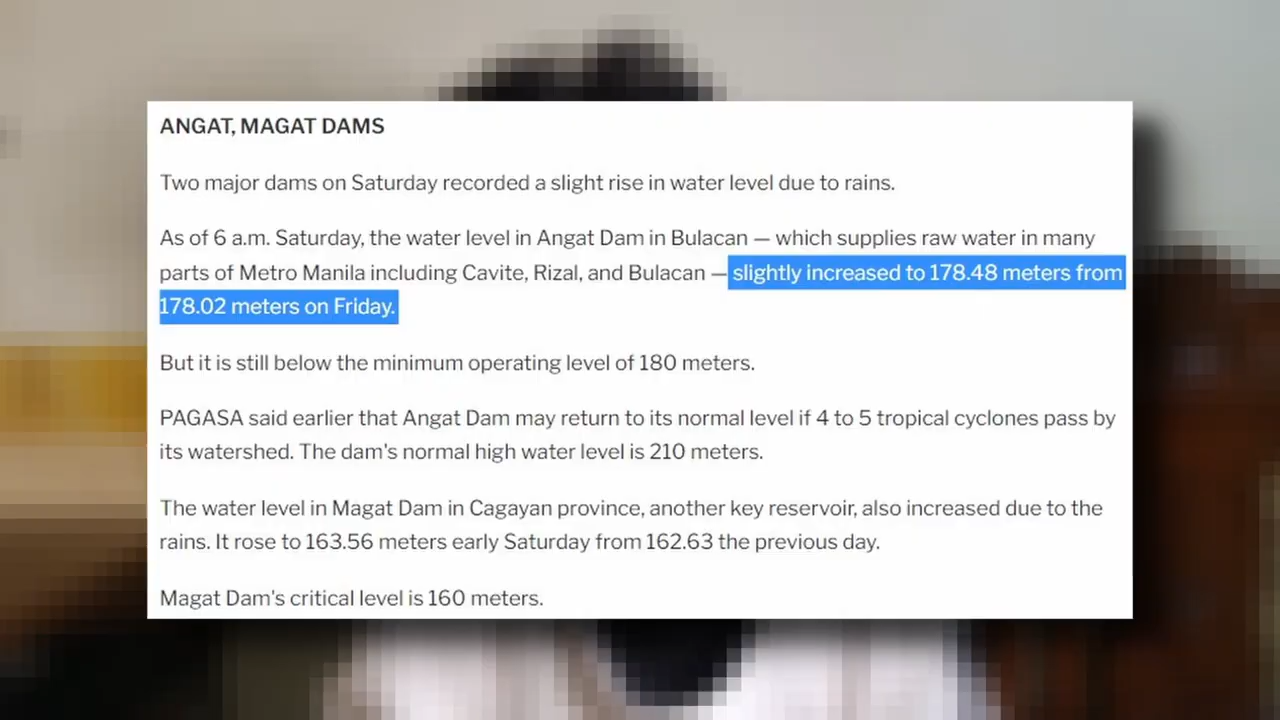 ANGAT, MAGAT DAMS
Two major dams on Saturday recorded a slight rise in water level due to rains.
As of 6 a.m. Saturday, the water level in Angat Dam in Bulacan — which supplies raw water in many
parts of Metro Manila including Cavite, Rizal, and Bulacan — slightly increased to 178.48 meters from
178.02 meters on Friday.
But it is still below the minimum operating level of 180 meters.
PAGASA said earlier that Angat Dam may return to its normal level if 4 to 5 tropical cyclones pass by
its watershed. The dam's normal high water level is 210 meters.
The water level in Magat Dam in Cagayan province, another key reservoir, also increased due to the
rains. It rose to 163.56 meters early Saturday from 162.63 the previous day.
Magat Dam's critical level is 160 meters.